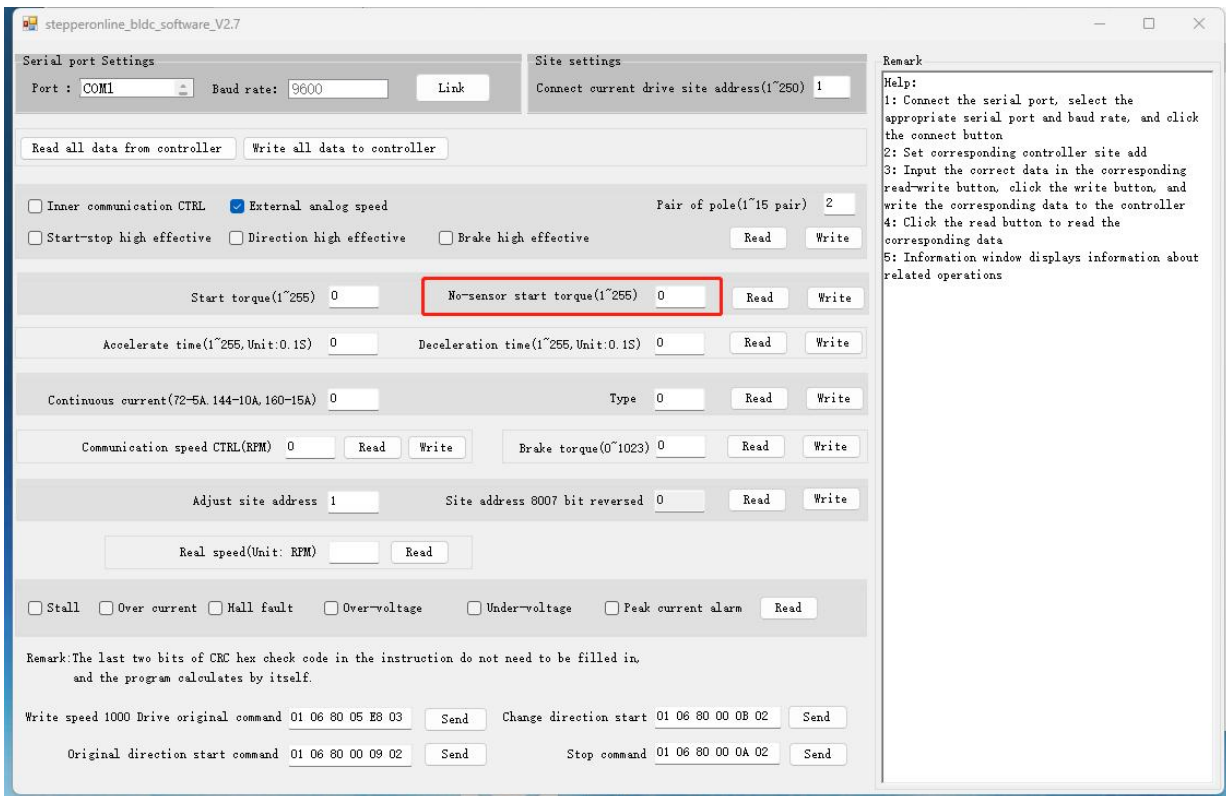 stepperonline_bldc_software_V2.7
Serial port Settings
Port : COM1 Baud rate: 9600 Link
Site settings
Connect current drive site address(1~250) 1
Read all data from controller Write all data to controller
Inner communication CTRL External analog speed Pair of pole(1~15 pair) 2
Start-stop high effective Direction high effective Brake high effective Read Write
Start torque(1~255) 0 No-sensor start torque(1~255) 0 Read Write
Accelerate time(1~255,Unit:0.1S) 0 Deceleration time(1~255,Unit:0.1S) 0 Read Write
Continuous current(72-5A.144-10A,160-15A) 0 Type 0 Read Write
Communication speed CTRL(RPM) 0 Read Write Brake torque(0~1023) 0 Read Write
Adjust site address 1 Site address 8007 bit reversed 0 Read Write
Real speed(Unit: RPM) Read
Stall Over current Hall fault Over-voltage Under-voltage Peak current alarm Read
Remark:The last two bits of CRC hex check code in the instruction do not need to be filled in,
and the program calculates by itself.
Write speed 1000 Drive original command 01 06 80 05 E8 03 Send Change direction start 01 06 80 00 0B 02 Send
Original direction start command 01 06 80 00 09 02 Send Stop command 01 06 80 00 0A 02 Send
Remark
Help:
1: Connect the serial port, select the
appropriate serial port and baud rate, and click
the connect button
2: Set corresponding controller site add
3: Input the correct data in the corresponding
read-write button, click the write button, and
write the corresponding data to the controller
4: Click the read button to read the
corresponding data
5: Information window displays information about
related operations